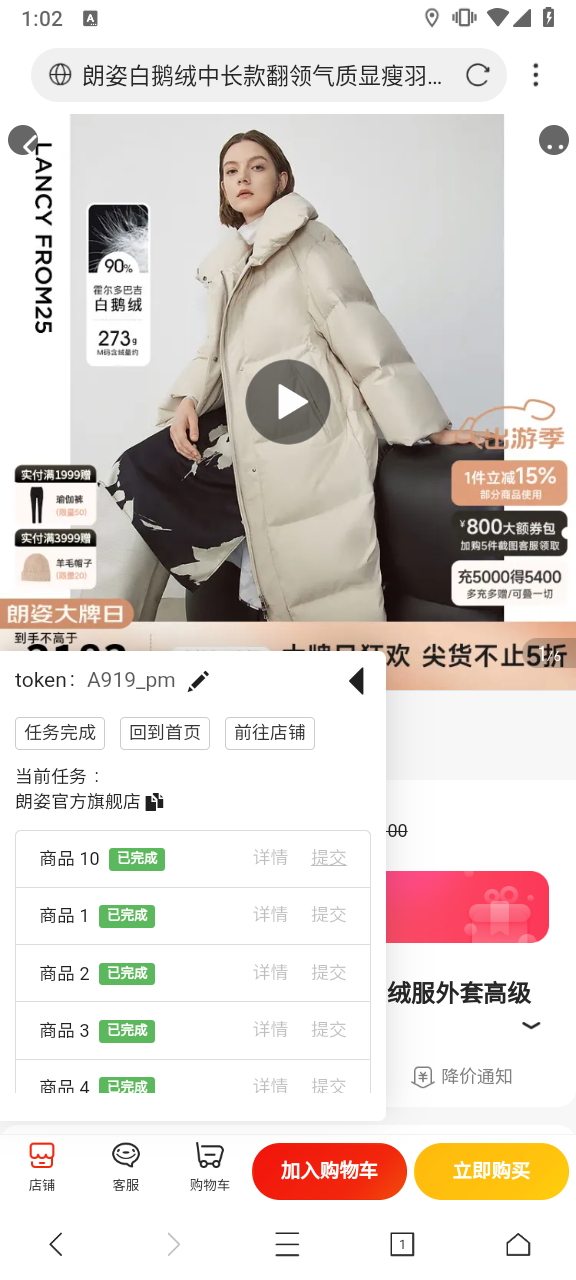 1:02
A
朗姿白鹅绒中长款翻领气质显瘦羽...
LANCY FROM25
90%
霍尔多巴吉
白鹅绒
273g
M码含绒量约
出游季
实付满1999赠
瑜伽裤
(限量50)
实付满3999赠
羊毛帽子
(限量20)
1件立减15%
部分商品使用
¥800大额券包
加购5件截图客服领取
充5000得5400
多充多赠/可叠一切
朗姿大牌日
到手不高于
大牌日狂欢 尖货不止5折
1/6
token: A919_pm
任务完成
回到首页
前往店铺
当前任务：
朗姿官方旗舰店
商品 10 已完成 详情 提交
商品 1 已完成 详情 提交
商品 2 已完成 详情 提交
商品 3 已完成 详情 提交
商品 4 已完成 详情 提交
00
绒服外套高级
降价通知
店铺
客服
购物车
加入购物车
立即购买
1